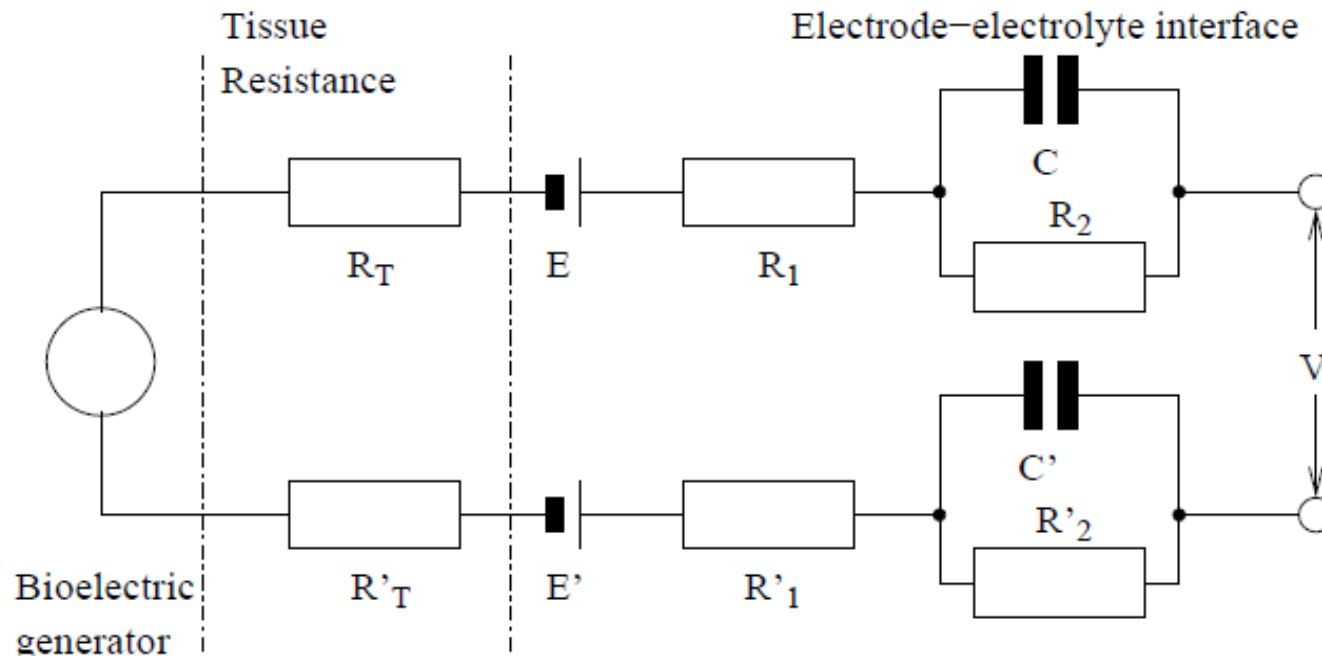 Tissue
Resistance
Electrode−electrolyte interface
C
R2
RT
E
R1
V
C’
R’2
R’T
E’
R’1
Bioelectric
generator